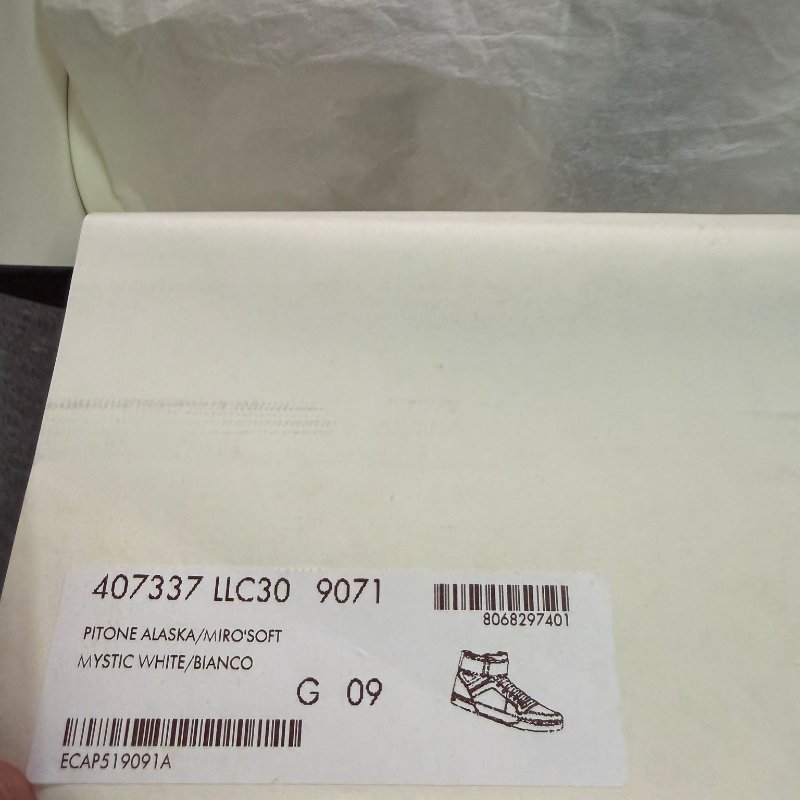 407337 LLC30 9071
8068297401
PITONE ALASKA/MIRO'SOFT
MYSTIC WHITE/BIANCO
G 09
ECAP519091A